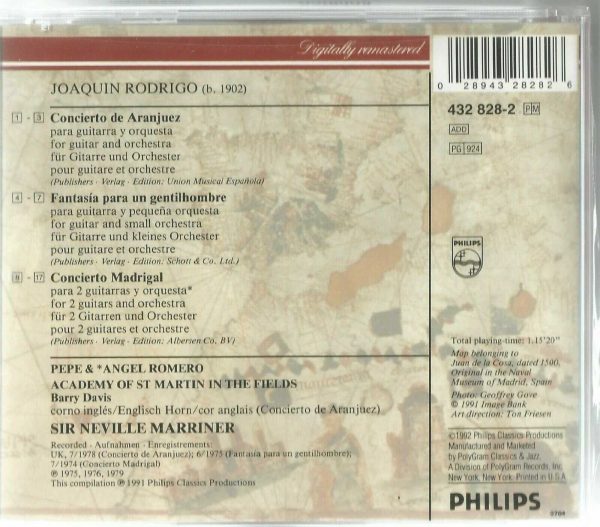 Digitally remastered
JOAQUIN RODRIGO (b. 1902)
1 - 3 Concierto de Aranjuez
para guitarra y orquesta
for guitar and orchestra
für Gitarre und Orchester
pour guitare et orchestre
(Publishers · Verlag · Edition: Union Musical Española)
4 - 7 Fantasía para un gentilhombre
para guitarra y pequeña orquesta
for guitar and small orchestra
für Gitarre und kleines Orchester
pour guitare et orchestre
(Publishers · Verlag · Edition: Schott & Co. Ltd.)
8 - 17 Concierto Madrigal
para 2 guitarras y orquesta*
for 2 guitars and orchestra
für 2 Gitarren und Orchester
pour 2 guitares et orchestre
(Publishers · Verlag · Edition: Albersen Co. BV)
PEPE & *ANGEL ROMERO
ACADEMY OF ST MARTIN IN THE FIELDS
Barry Davis
corno inglés/Englisch Horn/cor anglais (Concierto de Aranjuez)
SIR NEVILLE MARRINER
Recorded · Aufnahmen · Enregistrements:
UK, 7/1978 (Concierto de Aranjuez); 6/1975 (Fantasía para un gentilhombre);
7/1974 (Concierto Madrigal)
℗ 1975, 1976, 1979
This compilation ℗ 1991 Philips Classics Productions
0 28943 28282 6
432 828-2 PM
ADD
PG 924
PHILIPS
Total playing-time: 1.15'20"
Map belonging to
Juan de la Cosa, dated 1500.
Original in the Naval
Museum of Madrid, Spain
Photo: Geoffrey Gove
© 1991 Image Bank
Art direction: Ton Friesen
©1992 Philips Classics Productions
Manufactured and Marketed
by PolyGram Classics & Jazz.
A Division of PolyGram Records, Inc.
New York, New York. Printed in U.S.A
PHILIPS